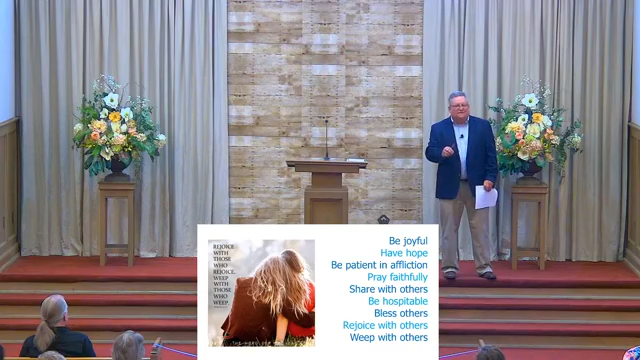 REJOICE
WITH
THOSE
WHO
REJOICE.
WEEP
WITH
THOSE
WHO
WEEP.
Be joyful
Have hope
Be patient in affliction
Pray faithfully
Share with others
Be hospitable
Bless others
Rejoice with others
Weep with others